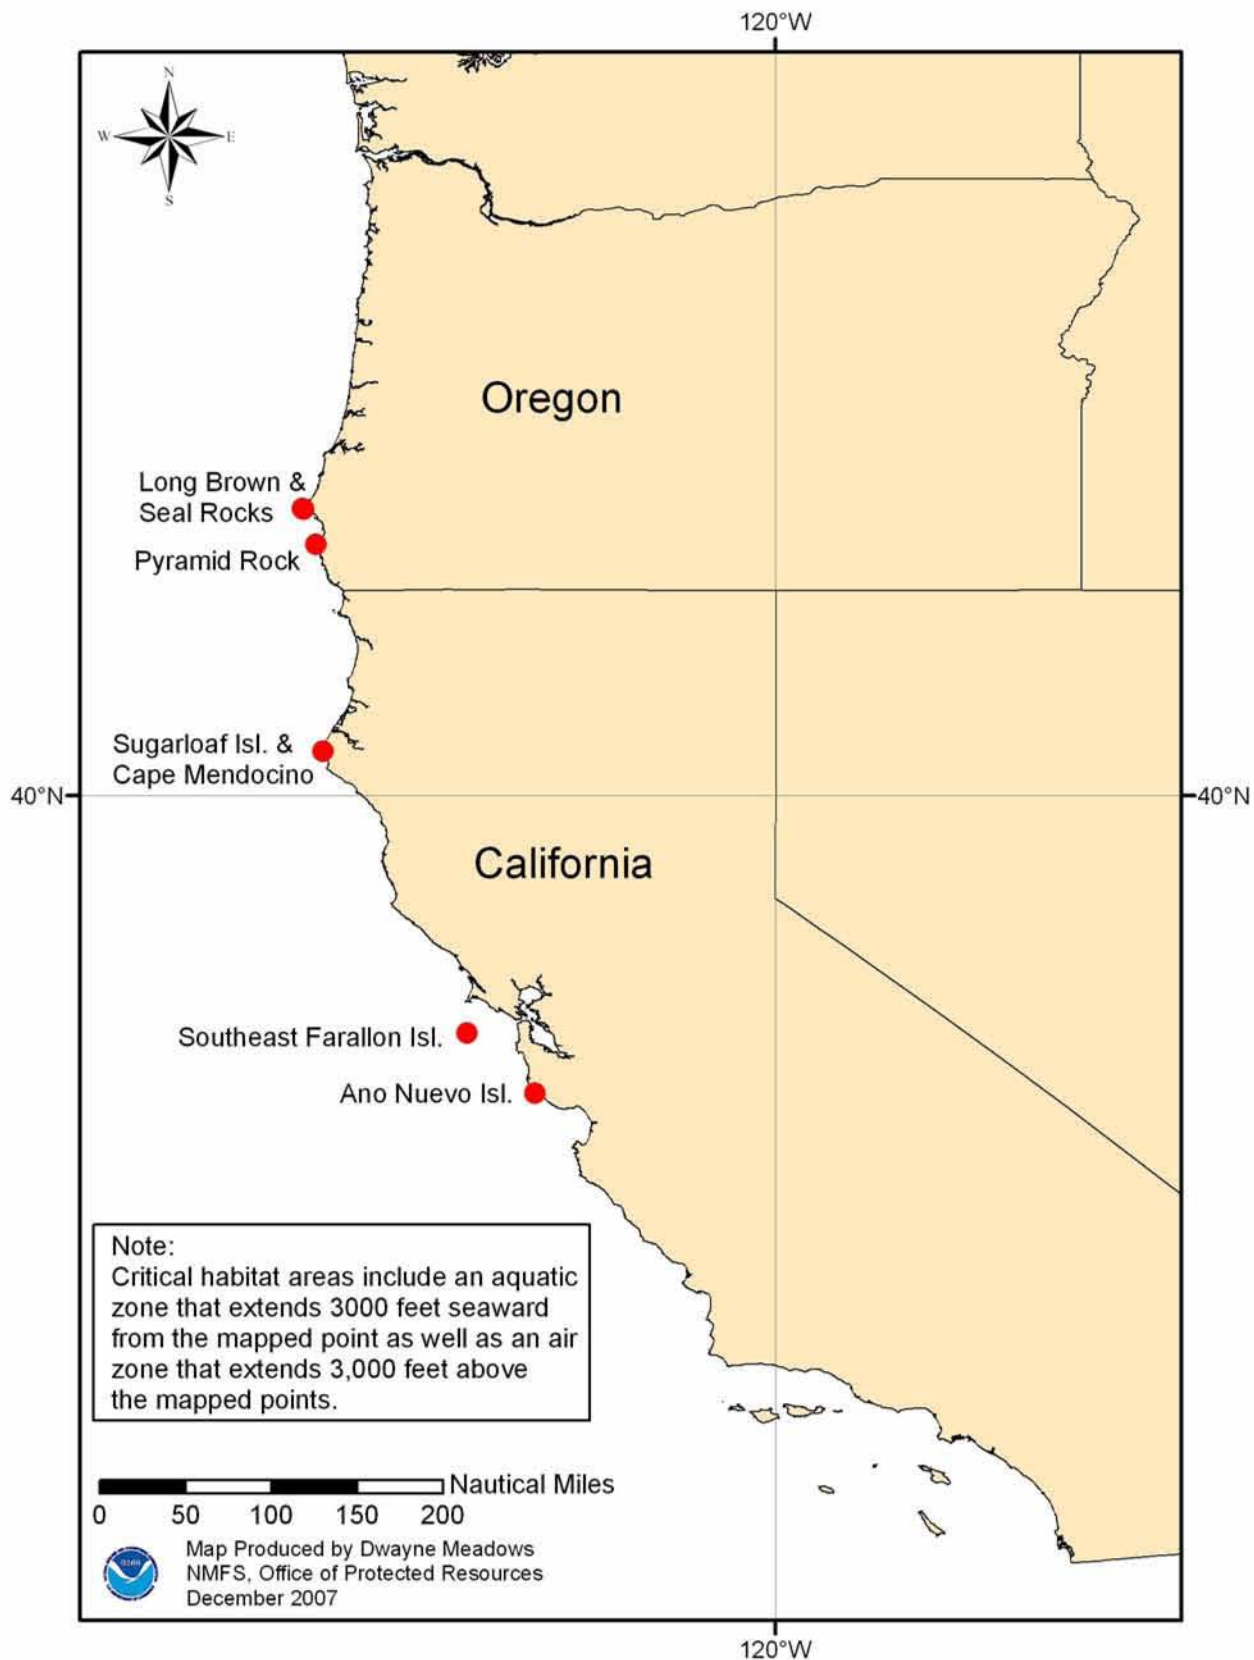 120°W
N
W E
S
Oregon
Long Brown &
Seal Rocks
Pyramid Rock
Sugarloaf Isl. &
Cape Mendocino
40°N 40°N
California
Southeast Farallon Isl.
Ano Nuevo Isl.
Note:
Critical habitat areas include an aquatic
zone that extends 3000 feet seaward
from the mapped point as well as an air
zone that extends 3,000 feet above
the mapped points.
Nautical Miles
0 50 100 150 200
NOAA
Map Produced by Dwayne Meadows
NMFS, Office of Protected Resources
December 2007
120°W